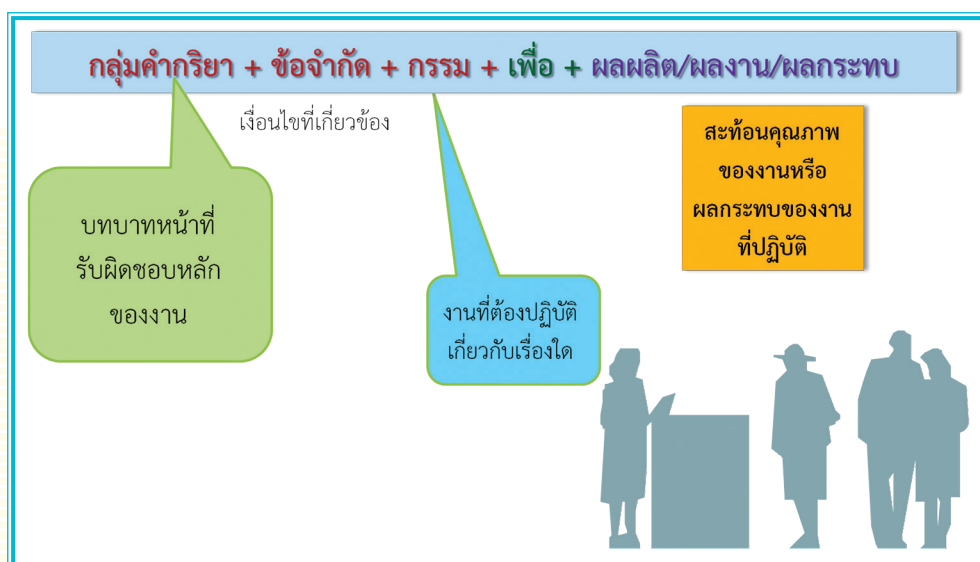 กลุ่มคำกริยา + ข้อจำกัด + กรรม + เพื่อ + ผลผลิต/ผลงาน/ผลกระทบ
เงื่อนไขที่เกี่ยวข้อง
บทบาทหน้าที่
รับผิดชอบหลัก
ของงาน
งานที่ต้องปฏิบัติ
เกี่ยวกับเรื่องใด
สะท้อนคุณภาพ
ของงานหรือ
ผลกระทบของงาน
ที่ปฏิบัติ